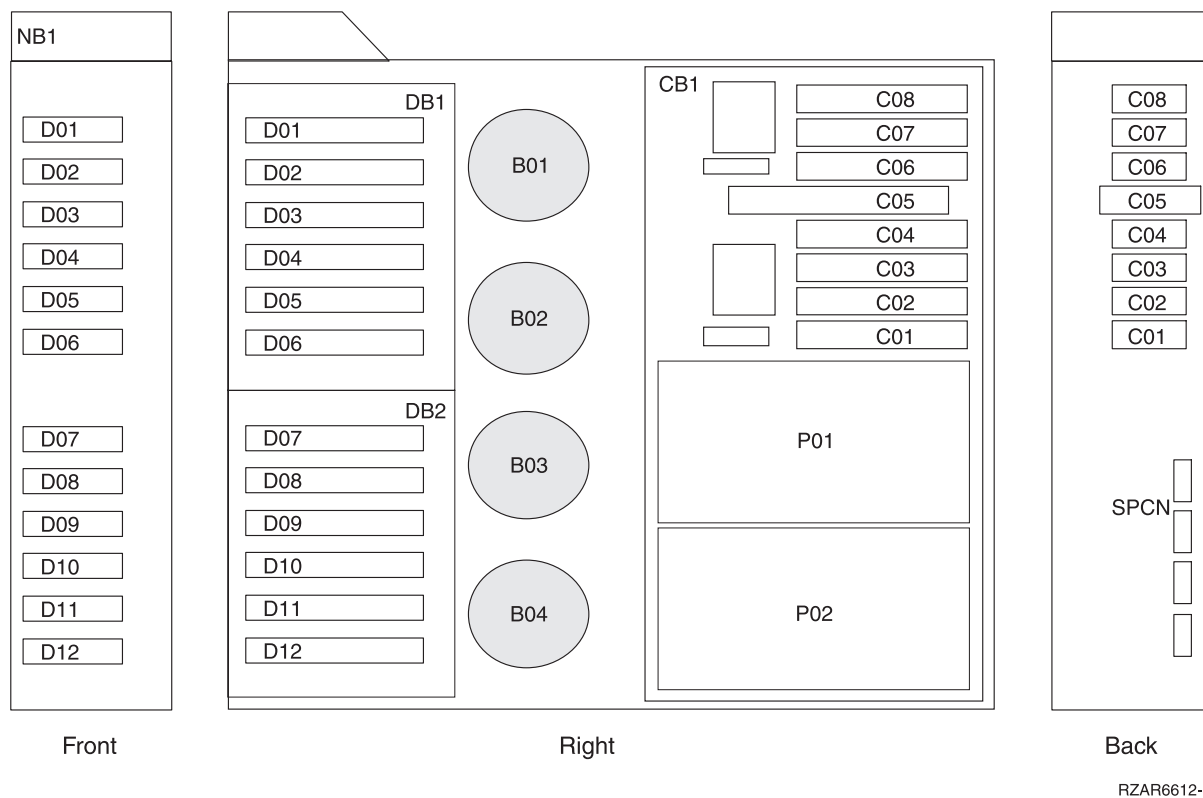 NB1
D01
D02
D03
D04
D05
D06
D07
D08
D09
D10
D11
D12
Front
DB1
D01
D02
D03
D04
D05
D06
DB2
D07
D08
D09
D10
D11
D12
B01
B02
B03
B04
CB1
C08
C07
C06
C05
C04
C03
C02
C01
P01
P02
Right
C08
C07
C06
C05
C04
C03
C02
C01
SPCN
Back
RZAR6612-